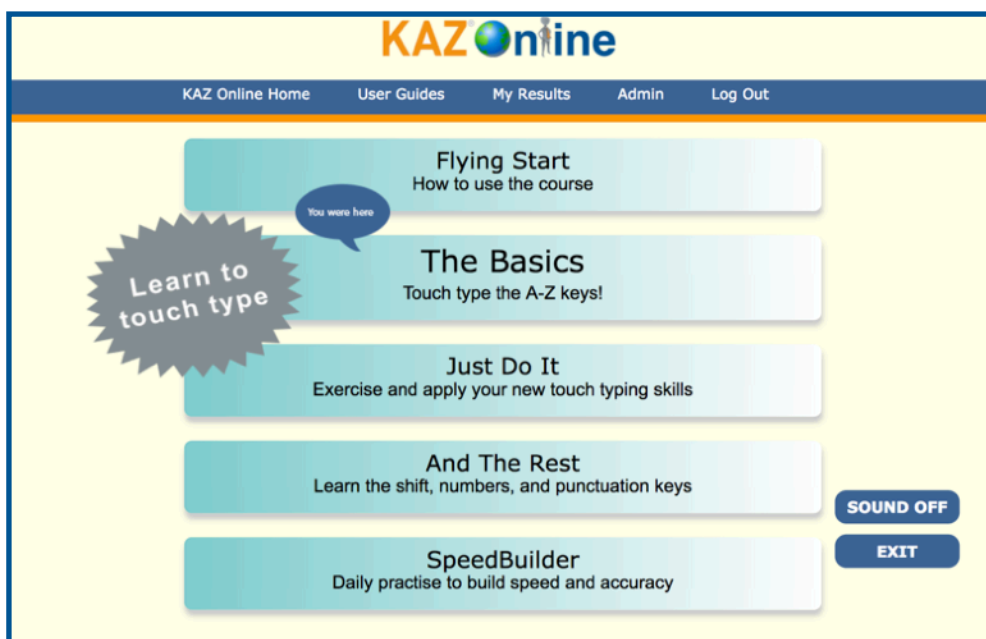 KAZ Online
KAZ Online Home User Guides My Results Admin Log Out
Flying Start
How to use the course
You were here
Learn to
touch type
The Basics
Touch type the A-Z keys!
Just Do It
Exercise and apply your new touch typing skills
And The Rest
Learn the shift, numbers, and punctuation keys
SOUND OFF
EXIT
SpeedBuilder
Daily practise to build speed and accuracy